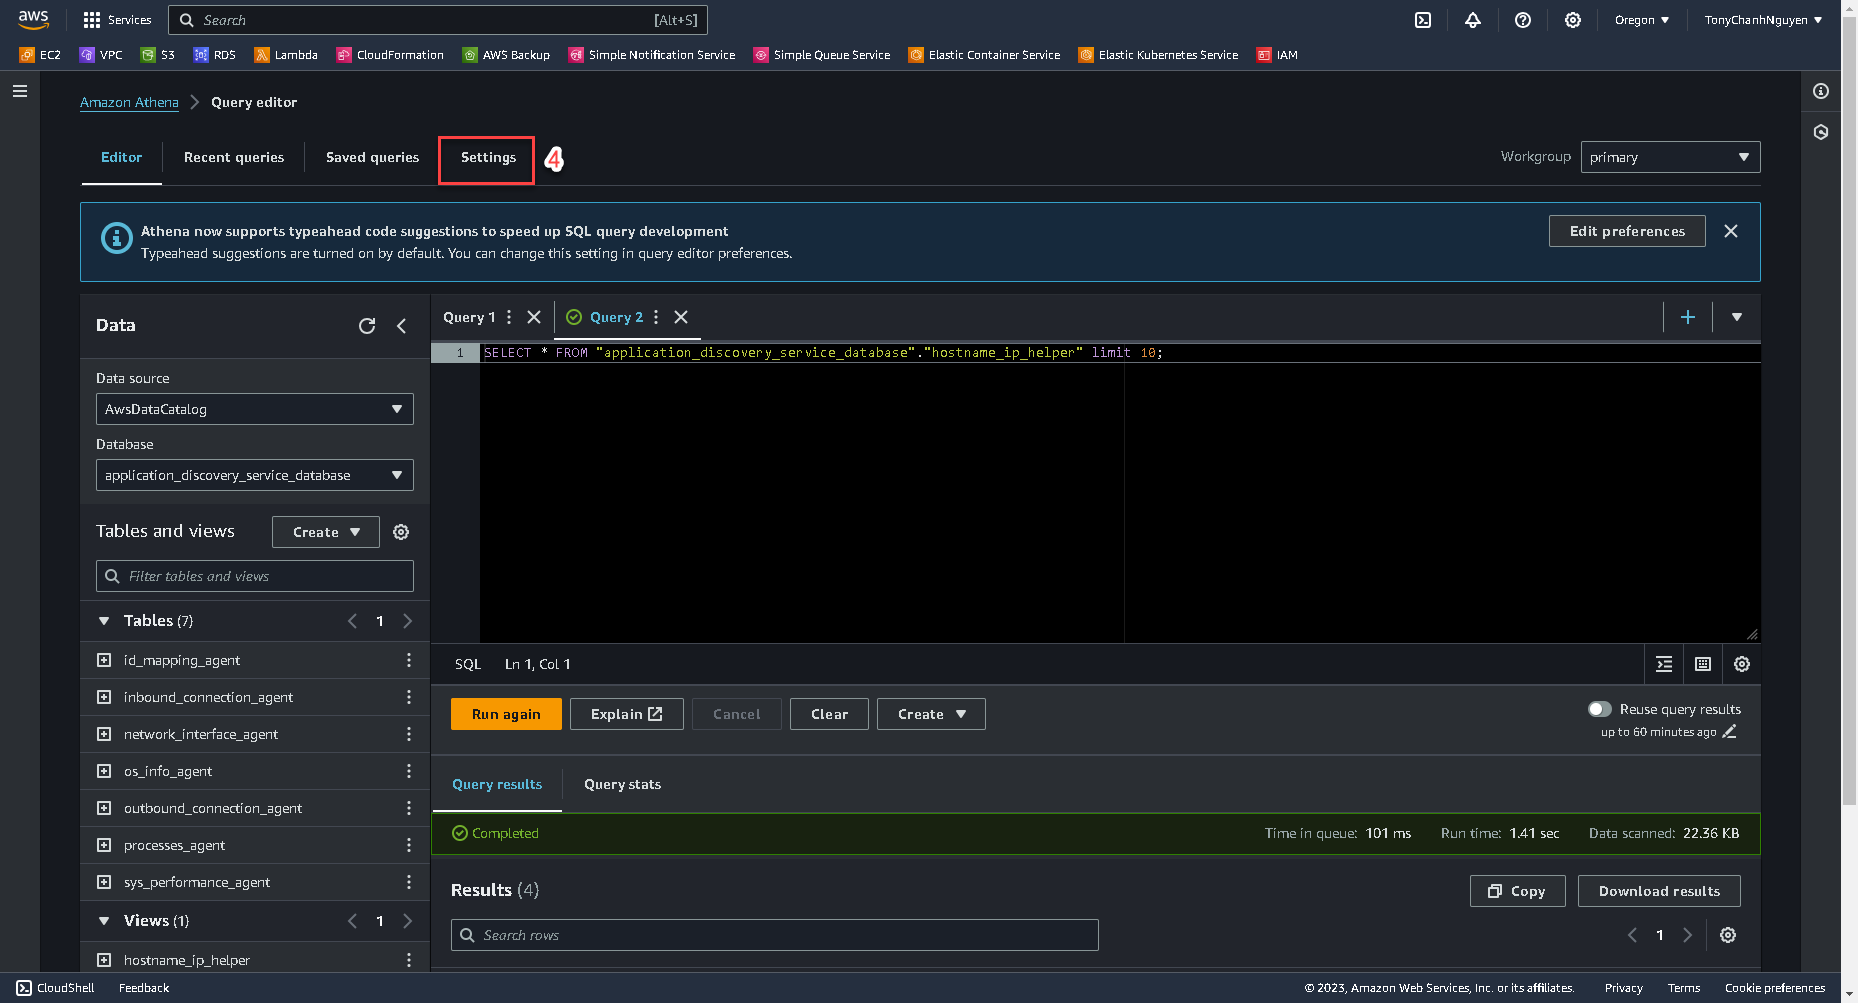 aws Services Search [Alt+S] Oregon ▼ TonyChanhNguyen ▼
EC2 VPC S3 RDS Lambda CloudFormation AWS Backup Simple Notification Service Simple Queue Service Elastic Container Service Elastic Kubernetes Service IAM
Amazon Athena > Query editor
Editor Recent queries Saved queries Settings 4 Workgroup primary
Athena now supports typeahead code suggestions to speed up SQL query development
Typeahead suggestions are turned on by default. You can change this setting in query editor preferences.
Edit preferences
Data
Data source
AwsDataCatalog
Database
application_discovery_service_database
Tables and views Create
Filter tables and views
Tables (7) 1
id_mapping_agent
inbound_connection_agent
network_interface_agent
os_info_agent
outbound_connection_agent
processes_agent
sys_performance_agent
Views (1) 1
hostname_ip_helper
Query 1 Query 2
1 SELECT * FROM "application_discovery_service_database"."hostname_ip_helper" limit 10;
SQL Ln 1, Col 1
Run again Explain Cancel Clear Create
Reuse query results
up to 60 minutes ago
Query results Query stats
Completed Time in queue: 101 ms Run time: 1.41 sec Data scanned: 22.36 KB
Results (4) Copy Download results
Search rows 1
CloudShell Feedback © 2023, Amazon Web Services, Inc. or its affiliates. Privacy Terms Cookie preferences